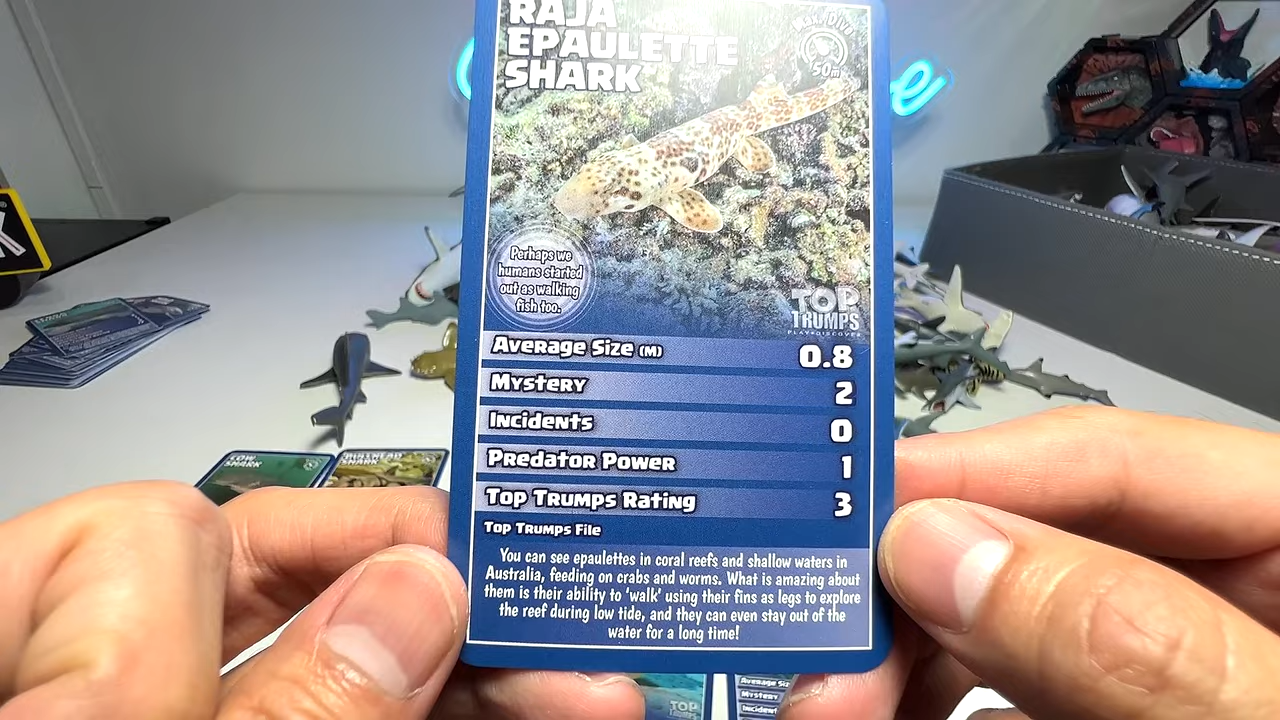 RAJA
EPAULETTE
SHARK
Max. Dive
50m
Perhaps we
humans started
out as walking
fish too.
TOP
TRUMPS
PLAY•DISCOVER
Average Size (M) 0.8
Mystery 2
Incidents 0
Predator Power 1
Top Trumps Rating 3
Top Trumps File
You can see epaulettes in coral reefs and shallow waters in
Australia, feeding on crabs and worms. What is amazing about
them is their ability to 'walk' using their fins as legs to explore
the reef during low tide, and they can even stay out of the
water for a long time!
COW
SHARK
BULLHEAD
SHARK
TOP
TRUMPS
Average Size
Mystery
Incidents